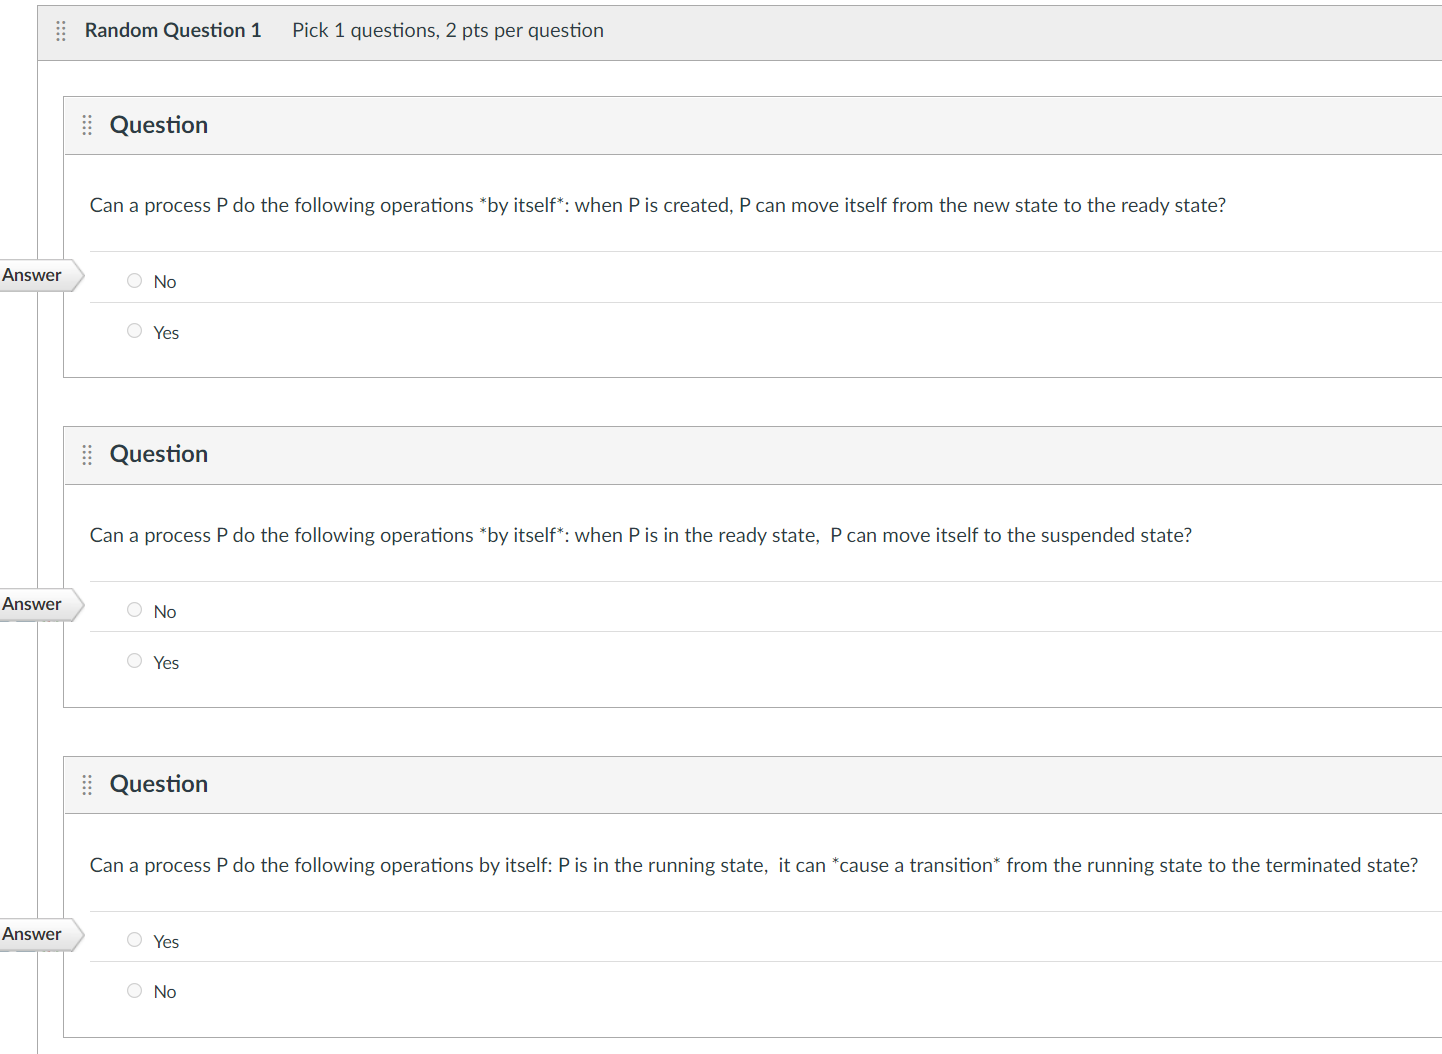 Random Question 1 Pick 1 questions, 2 pts per question
Question
Can a process P do the following operations *by itself*: when P is created, P can move itself from the new state to the ready state?
Answer
No
Yes
Question
Can a process P do the following operations *by itself*: when P is in the ready state,  P can move itself to the suspended state?
Answer
No
Yes
Question
Can a process P do the following operations by itself: P is in the running state,  it can *cause a transition* from the running state to the terminated state?
Answer
Yes
No